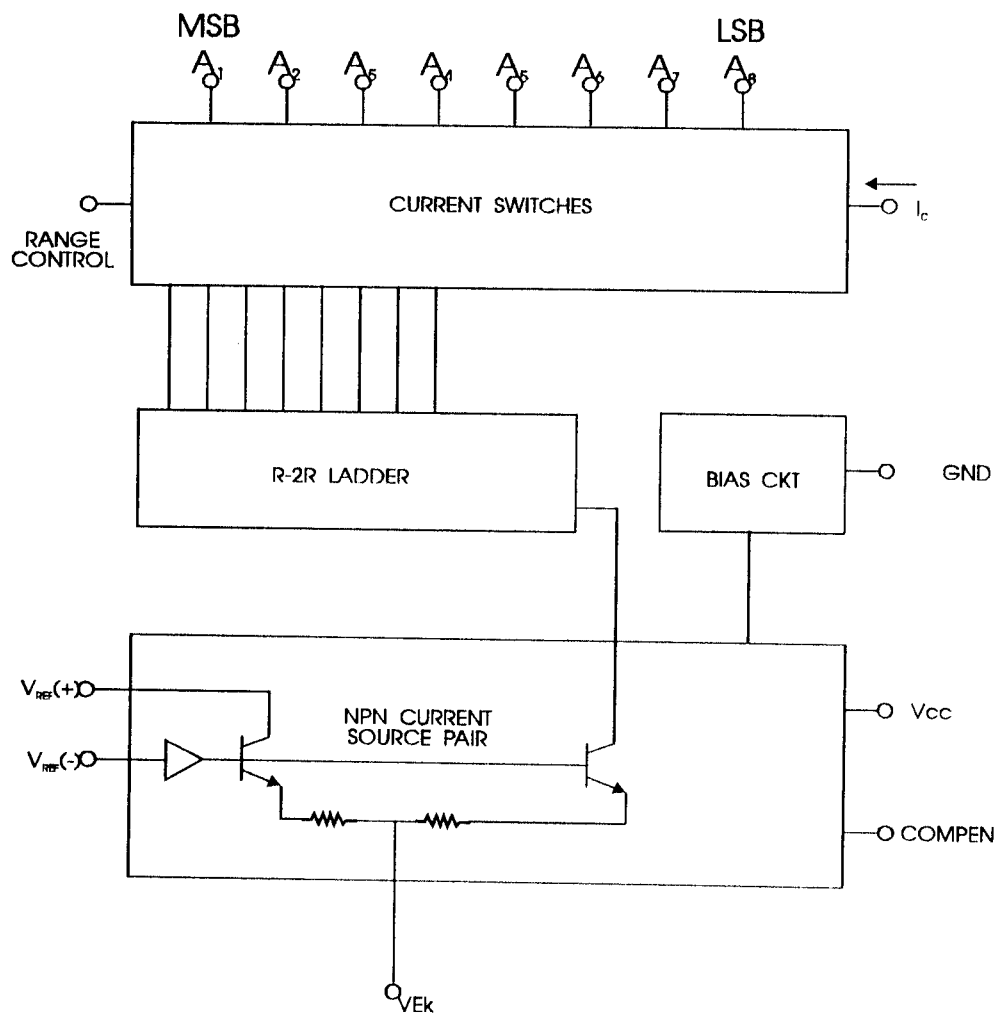 MSB LSB
A1 A2 A5 A4 A5 A6 A7 A8
CURRENT SWITCHES
Ic
RANGE
CONTROL
R-2R LADDER
BIAS CKT
GND
VREF(+)
NPN CURRENT
SOURCE PAIR
Vcc
VREF(-)
COMPEN
VEk